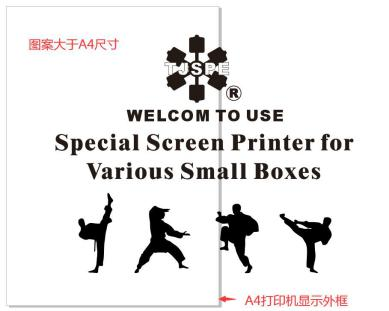 图案大于A4尺寸
TJSPE
®
WELCOM TO USE
Special Screen Printer for
Various Small Boxes
A4打印机显示外框